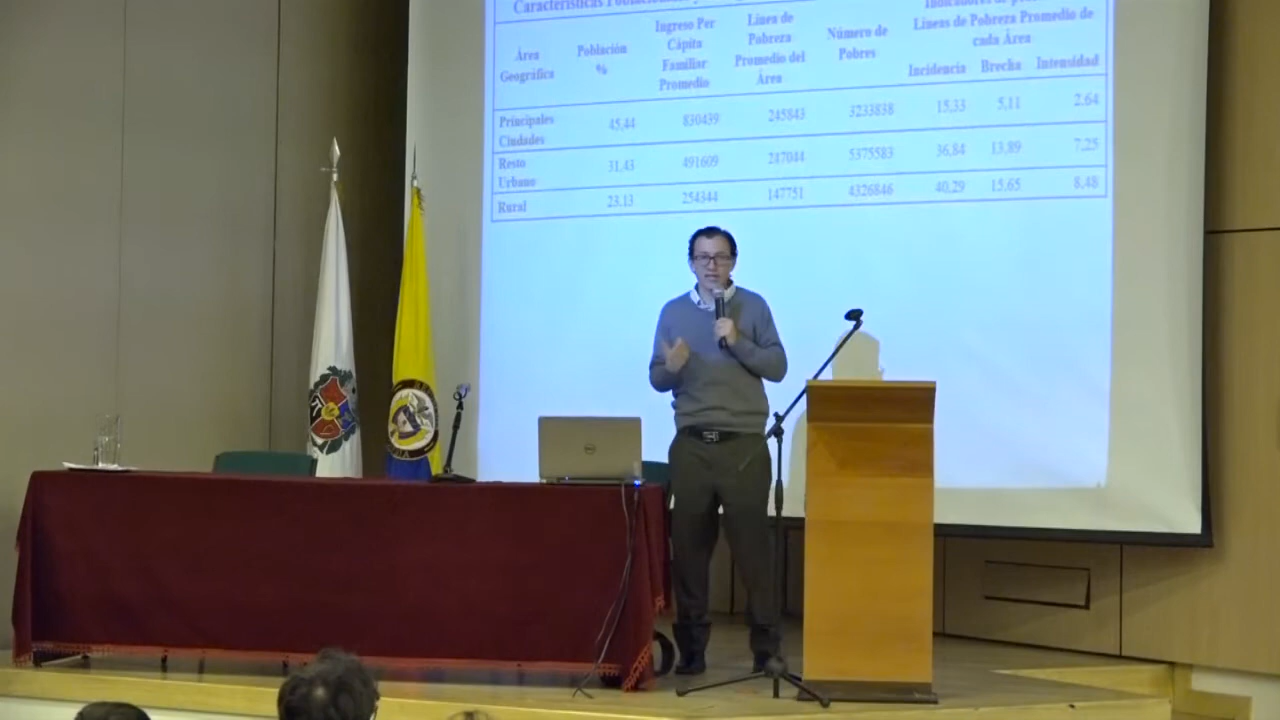 Características
Área
Geográfica
Población
%
Ingreso Per
Cápita
Familiar
Promedio
Línea de
Pobreza
Promedio del
Área
Número de
Pobres
Indicadores de
Líneas de Pobreza Promedio de
cada Área
Incidencia Brecha Intensidad
Principales
Ciudades 45,44 830439 245843 3233838 15,33 5,11 2,64
Resto
Urbano 31,43 491609 217044 5375583 36,84 13,89 7,25
Rural 23,13 254344 147751 4326846 40,29 15,65 8,48
DELL